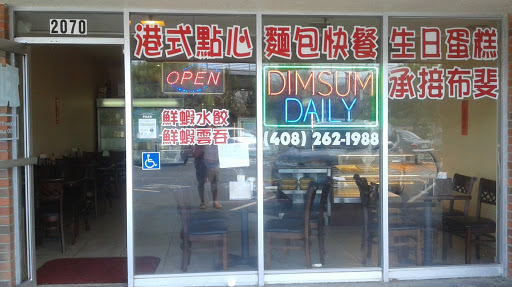 2070
港式點心
麵包快餐
生日蛋糕
承接布斐
OPEN
DIMSUM
DAILY
鮮蝦水餃
鮮蝦雲吞
(408) 262-1988